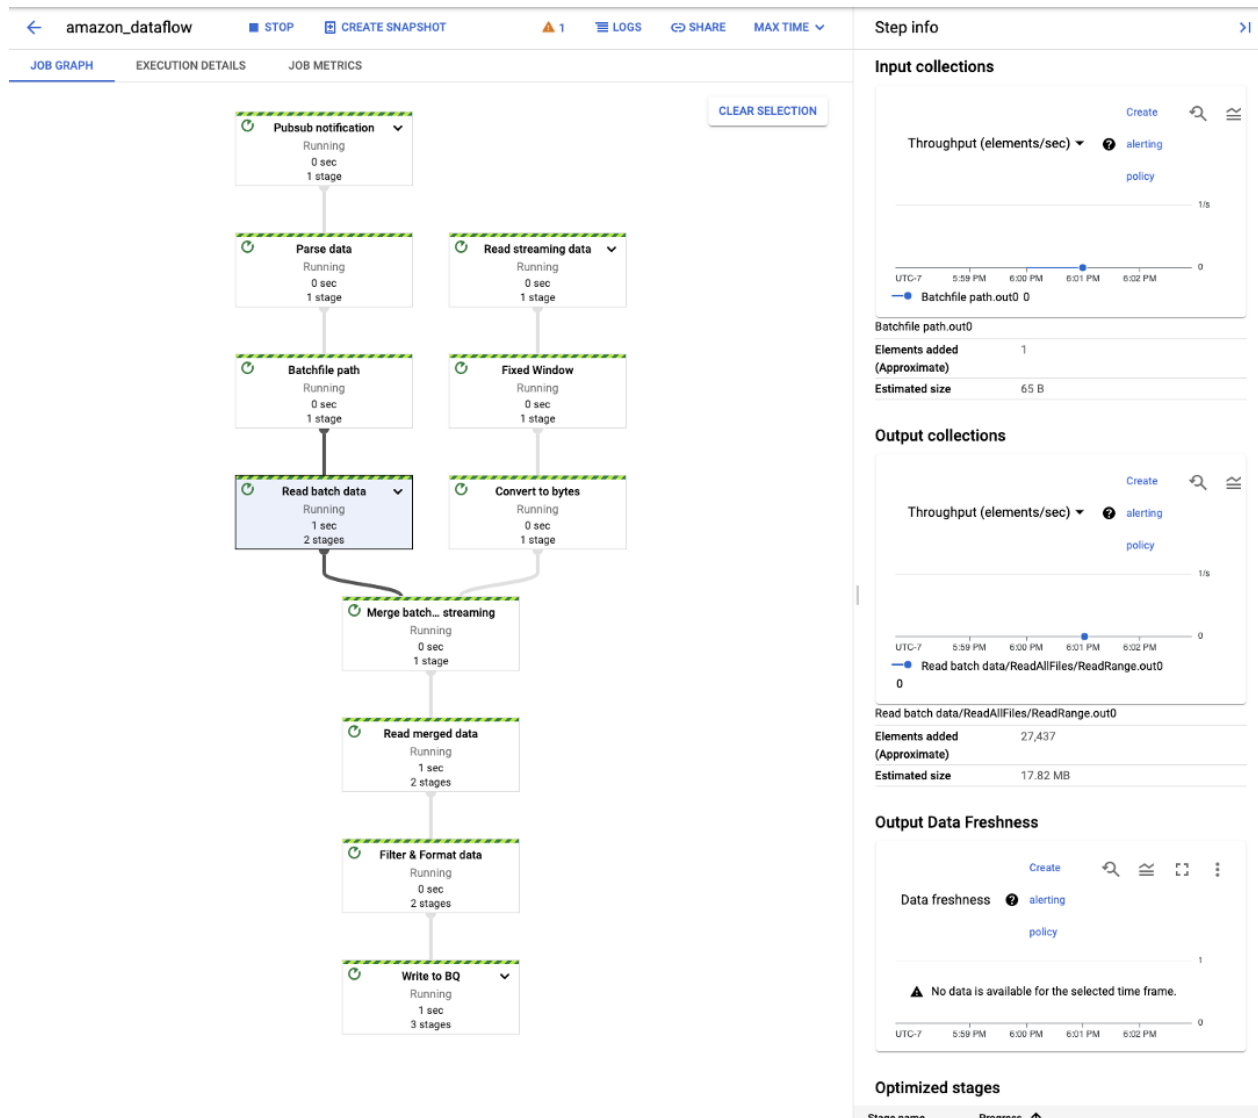 amazon_dataflow
STOP
CREATE SNAPSHOT
1
LOGS
SHARE
MAX TIME
JOB GRAPH
EXECUTION DETAILS
JOB METRICS
CLEAR SELECTION
Pubsub notification
Running
0 sec
1 stage
Parse data
Running
0 sec
1 stage
Read streaming data
Running
0 sec
1 stage
Batchfile path
Running
0 sec
1 stage
Fixed Window
Running
0 sec
1 stage
Read batch data
Running
1 sec
2 stages
Convert to bytes
Running
0 sec
1 stage
Merge batch... streaming
Running
0 sec
1 stage
Read merged data
Running
1 sec
2 stages
Filter & Format data
Running
0 sec
2 stages
Write to BQ
Running
1 sec
3 stages
Step info
Input collections
Create
Throughput (elements/sec)
alerting
policy
1/s
0
UTC-7 5:59 PM 6:00 PM 6:01 PM 6:02 PM
Batchfile path.out0 0
Batchfile path.out0
Elements added 1
(Approximate)
Estimated size 65 B
Output collections
Create
Throughput (elements/sec)
alerting
policy
1/s
0
UTC-7 5:59 PM 6:00 PM 6:01 PM 6:02 PM
Read batch data/ReadAllFiles/ReadRange.out0
0
Read batch data/ReadAllFiles/ReadRange.out0
Elements added 27,437
(Approximate)
Estimated size 17.82 MB
Output Data Freshness
Create
Data freshness
alerting
policy
1
No data is available for the selected time frame.
0
UTC-7 5:59 PM 6:00 PM 6:01 PM 6:02 PM
Optimized stages
Stage name Progress